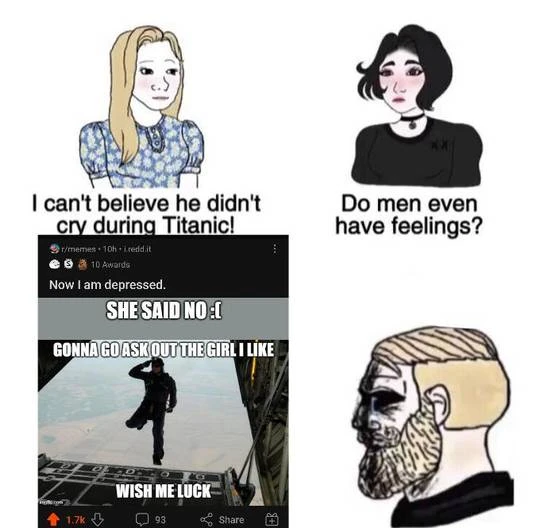 I can't believe he didn't
cry during Titanic!
Do men even
have feelings?
r/memes • 10h • i.redd.it
10 Awards
Now I am depressed.
SHE SAID NO :(
GONNA GO ASK OUT THE GIRL I LIKE
WISH ME LUCK
1.7k
93
Share